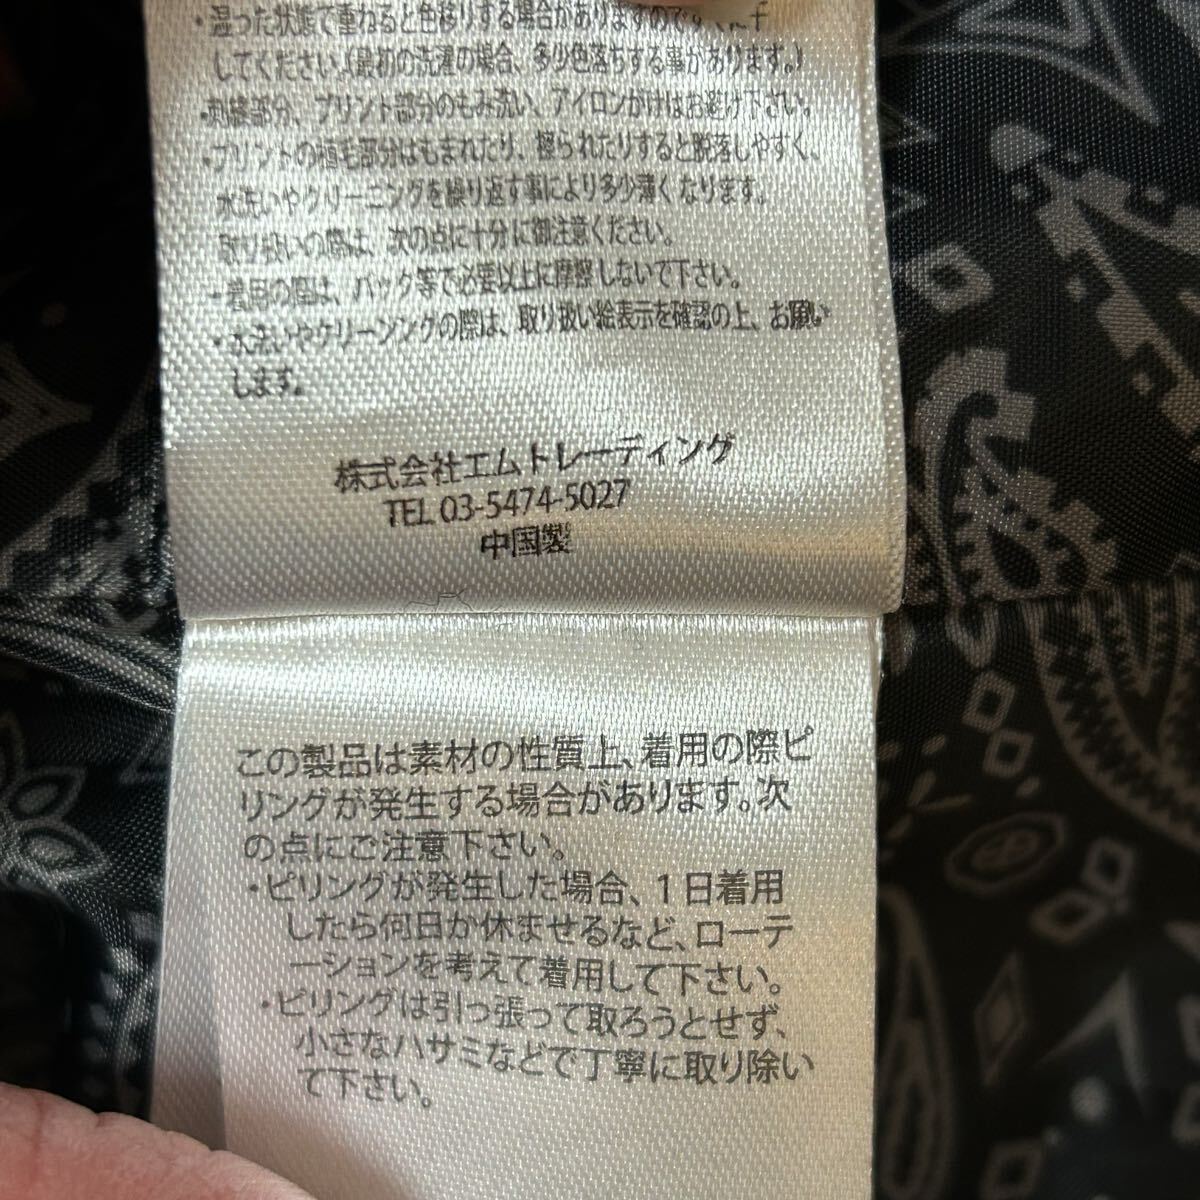 ・湿った状態で重ねると色移りする場合がありますのですぐに干
してください。(最初の洗濯の場合、多少色落ちする事があります。)
・刺繍部分、プリント部分のもみ洗い、アイロンがけはお避け下さい。
・プリントの植毛部分はもまれたり、擦られたりすると脱落しやすく、
水洗いやクリーニングを繰り返す事により多少薄くなります。
取り扱いの際は、次の点に十分に御注意ください。
-着用の際は、バック等で必要以上に摩擦しないで下さい。
・水洗いやクリーンングの際は、取り扱い絵表示を確認の上、お願い
します。
株式会社エムトレーディング
TEL 03-5474-5027
中国製
この製品は素材の性質上、着用の際ピ
リングが発生する場合があります。次
の点にご注意下さい。
・ピリングが発生した場合、1日着用
したら何日か休ませるなど、ローテ
ーションを考えて着用して下さい。
・ピリングは引っ張って取ろうとせず、
小さなハサミなどで丁寧に取り除い
て下さい。